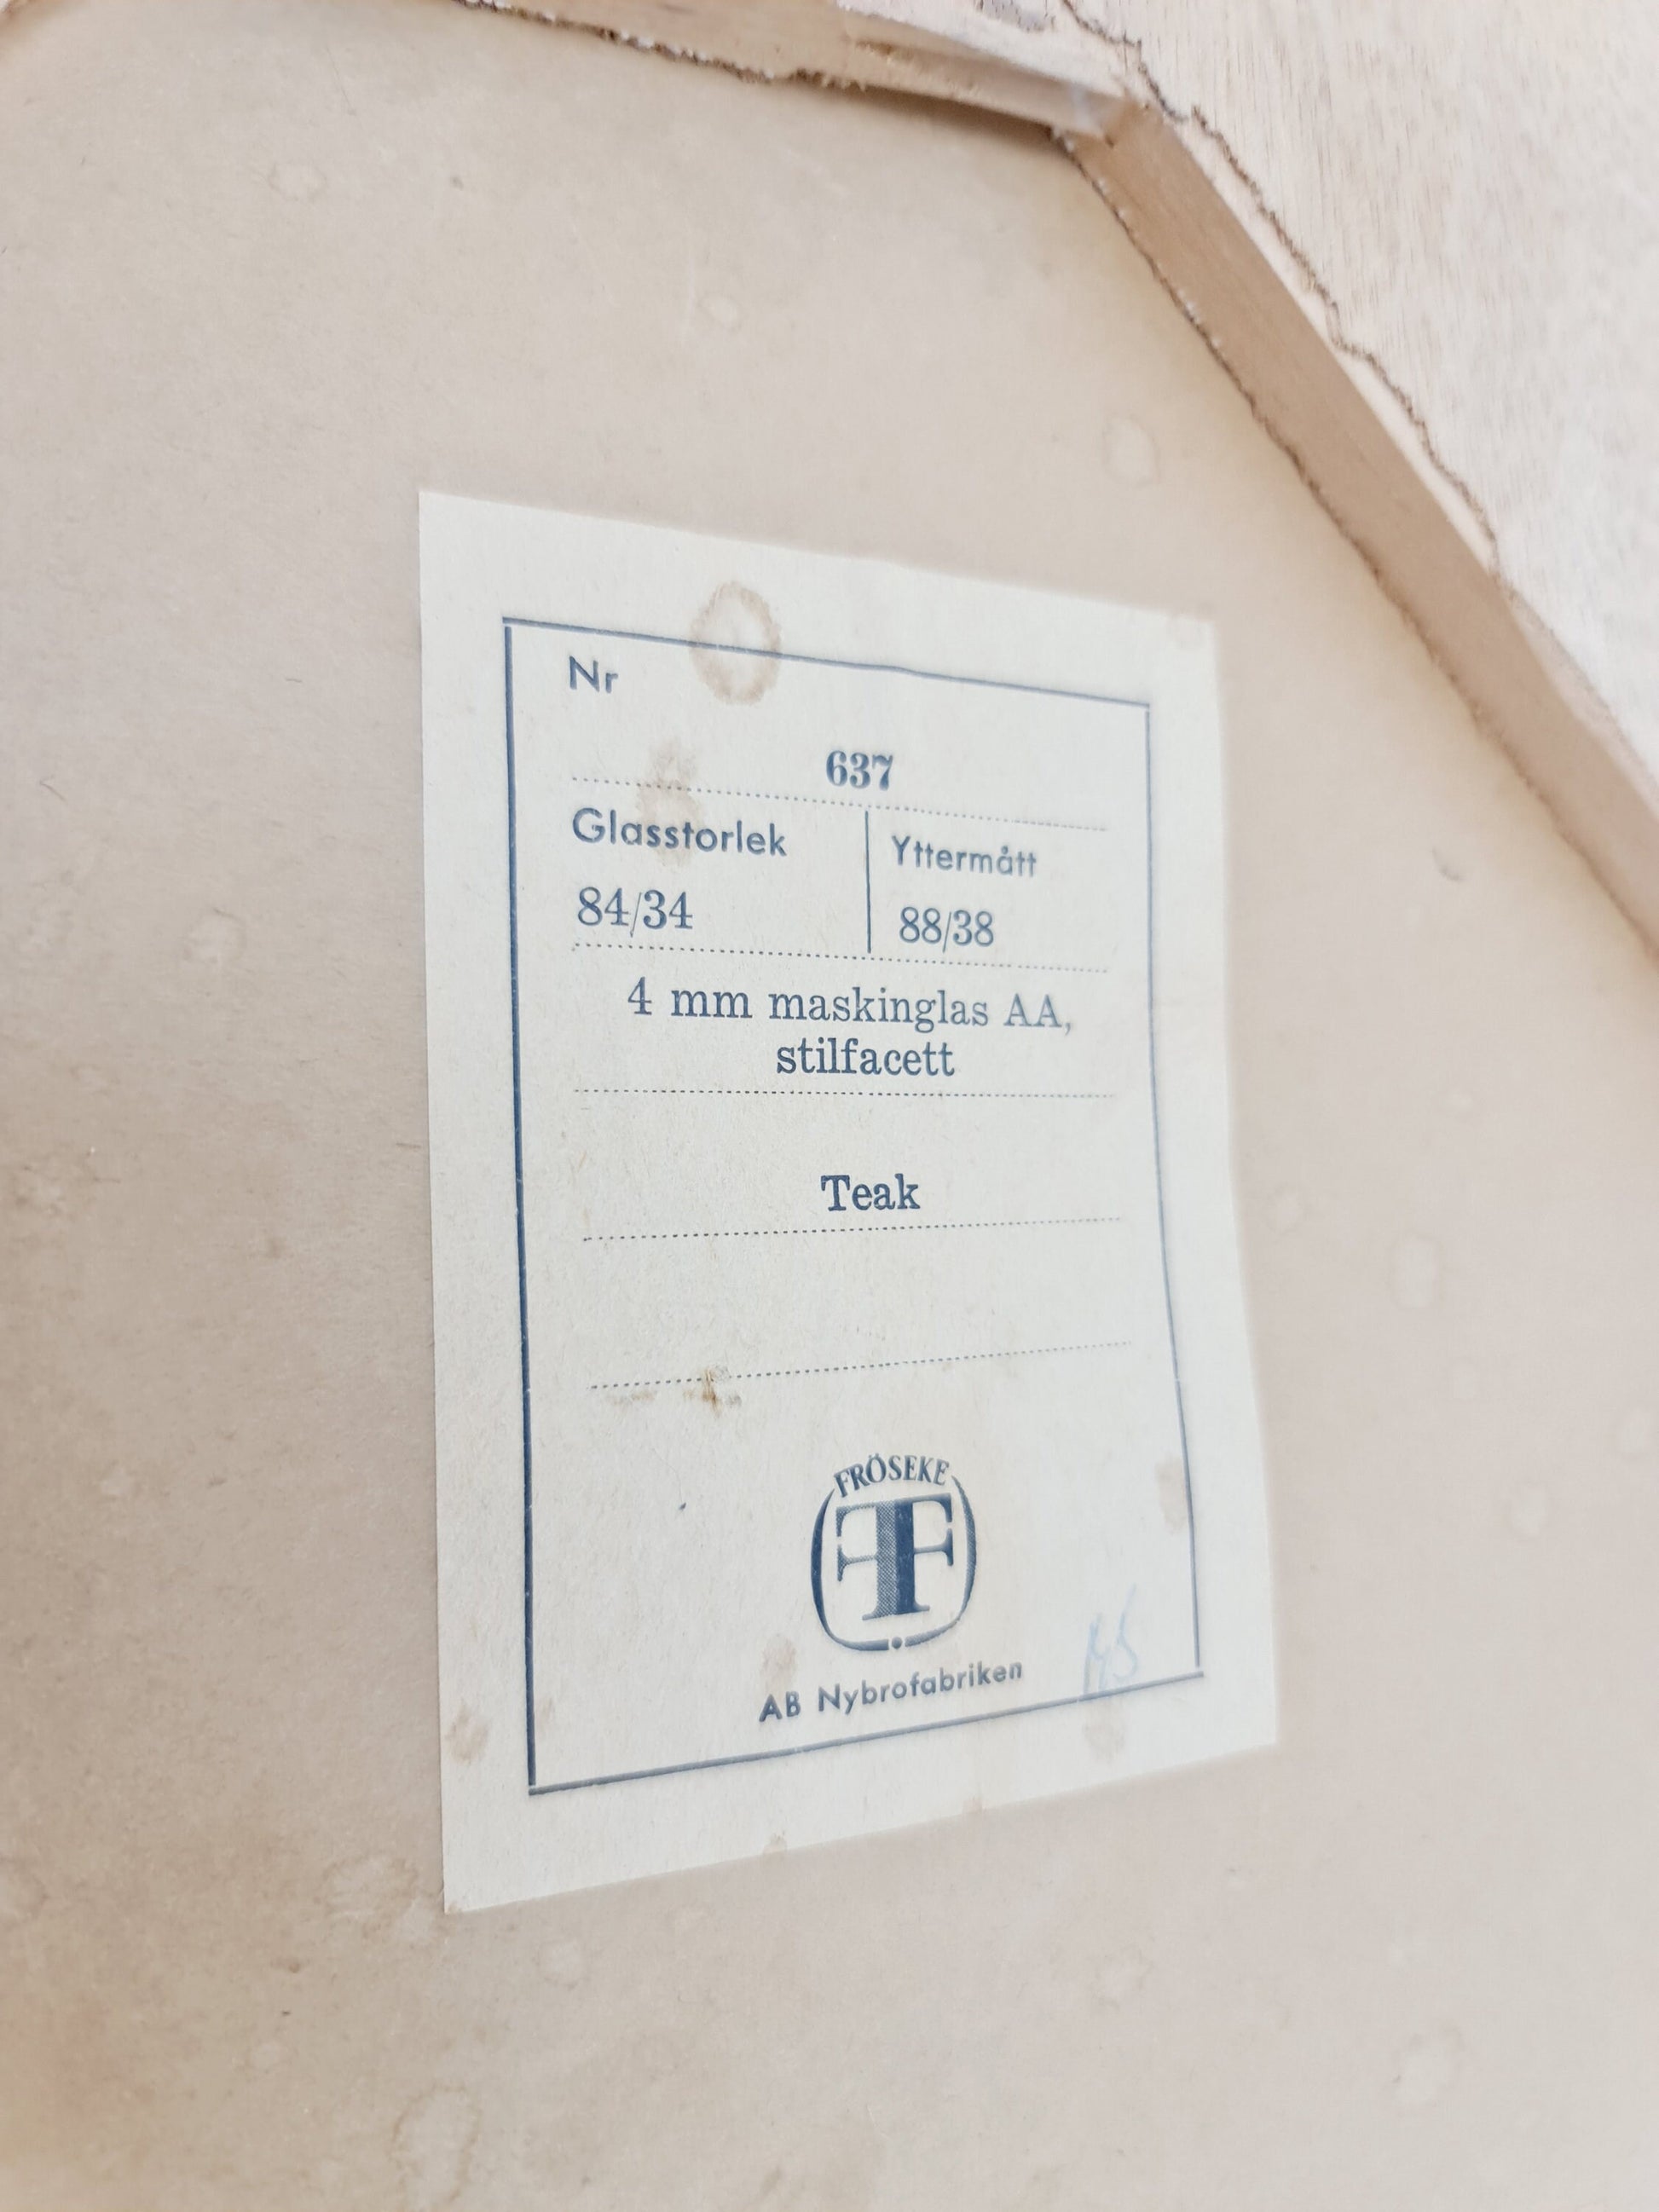 Nr
637
Glasstorlek Yttermått
84/34 88/38
4 mm maskinglas AA,
stilfacett
Teak
FRÖSEKE
AB Nybrofabriken